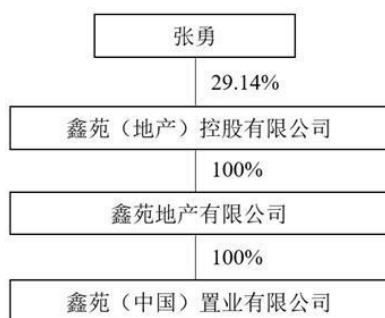 张勇
29.14%
鑫苑（地产）控股有限公司
100%
鑫苑地产有限公司
100%
鑫苑（中国）置业有限公司